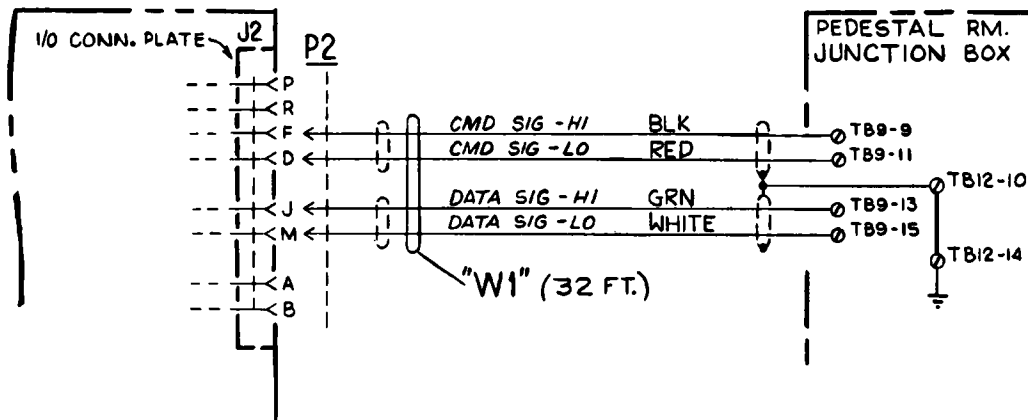 I/O CONN. PLATE
J2
P2
PEDESTAL RM.
JUNCTION BOX
P
R
F CMD SIG -HI BLK TB9-9
D CMD SIG -LO RED TB9-11
TB12-10
J DATA SIG -HI GRN TB9-13
M DATA SIG -LO WHITE TB9-15
TB12-14
A
"W1" (32 FT.)
B